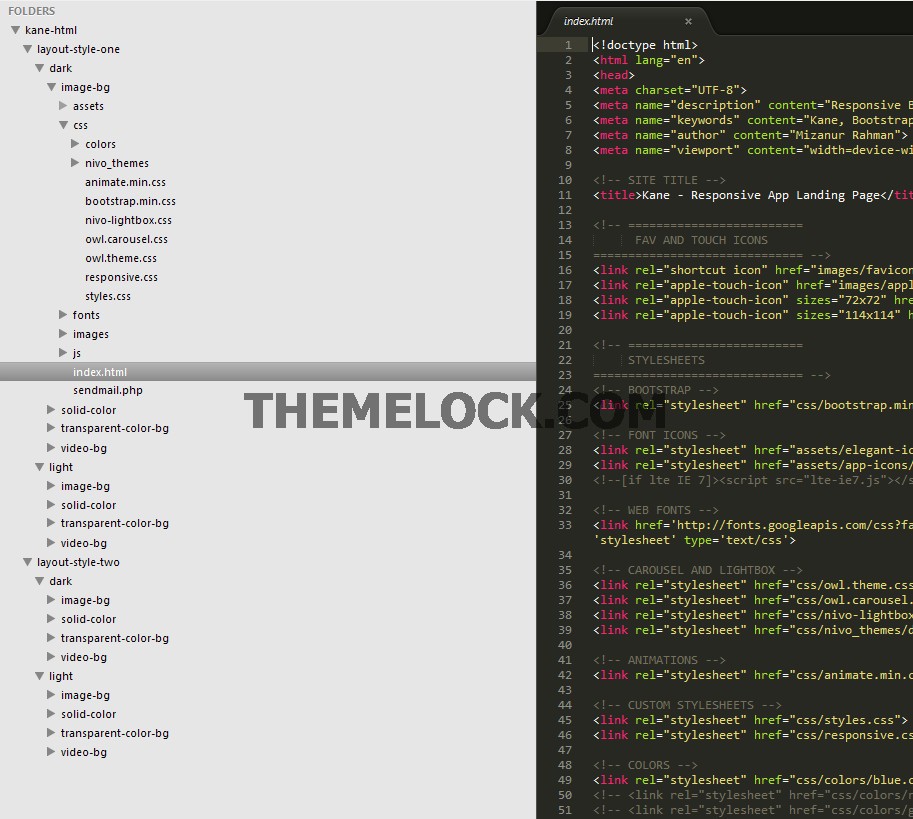 FOLDERS
kane-html
layout-style-one
dark
image-bg
assets
css
colors
nivo_themes
animate.min.css
bootstrap.min.css
nivo-lightbox.css
owl.carousel.css
owl.theme.css
responsive.css
styles.css
fonts
images
js
index.html
sendmail.php
solid-color
transparent-color-bg
video-bg
light
image-bg
solid-color
transparent-color-bg
video-bg
layout-style-two
dark
image-bg
solid-color
transparent-color-bg
video-bg
light
image-bg
solid-color
transparent-color-bg
video-bg
THEMELOCK.COM
index.html ×
1 <!doctype html>
2 <html lang="en">
3 <head>
4 <meta charset="UTF-8">
5 <meta name="description" content="Responsive B
6 <meta name="keywords" content="Kane, Bootstrap
7 <meta name="author" content="Mizanur Rahman">
8 <meta name="viewport" content="width=device-wi
9
10 <!-- SITE TITLE -->
11 <title>Kane - Responsive App Landing Page</tit
12
13 <!-- =========================
14 FAV AND TOUCH ICONS
15 ============================== -->
16 <link rel="shortcut icon" href="images/favicon
17 <link rel="apple-touch-icon" href="images/appl
18 <link rel="apple-touch-icon" sizes="72x72" hre
19 <link rel="apple-touch-icon" sizes="114x114" h
20
21 <!-- =========================
22 STYLESHEETS
23 ============================== -->
24 <!-- BOOTSTRAP -->
25 <link rel="stylesheet" href="css/bootstrap.min
26
27 <!-- FONT ICONS -->
28 <link rel="stylesheet" href="assets/elegant-ic
29 <link rel="stylesheet" href="assets/app-icons/
30 <!--[if lte IE 7]><script src="lte-ie7.js"></s
31
32 <!-- WEB FONTS -->
33 <link href='http://fonts.googleapis.com/css?fa
'stylesheet' type='text/css'>
34
35 <!-- CAROUSEL AND LIGHTBOX -->
36 <link rel="stylesheet" href="css/owl.theme.css
37 <link rel="stylesheet" href="css/owl.carousel.
38 <link rel="stylesheet" href="css/nivo-lightbox
39 <link rel="stylesheet" href="css/nivo_themes/d
40
41 <!-- ANIMATIONS -->
42 <link rel="stylesheet" href="css/animate.min.c
43
44 <!-- CUSTOM STYLESHEETS -->
45 <link rel="stylesheet" href="css/styles.css">
46 <link rel="stylesheet" href="css/responsive.cs
47
48 <!-- COLORS -->
49 <link rel="stylesheet" href="css/colors/blue.c
50 <!-- <link rel="stylesheet" href="css/colors/r
51 <!-- <link rel="stylesheet" href="css/colors/g